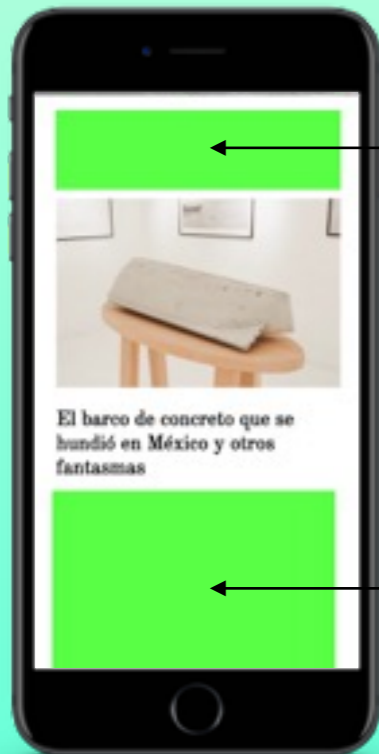 El barco de concreto que se
hundió en México y otros
fantasmas